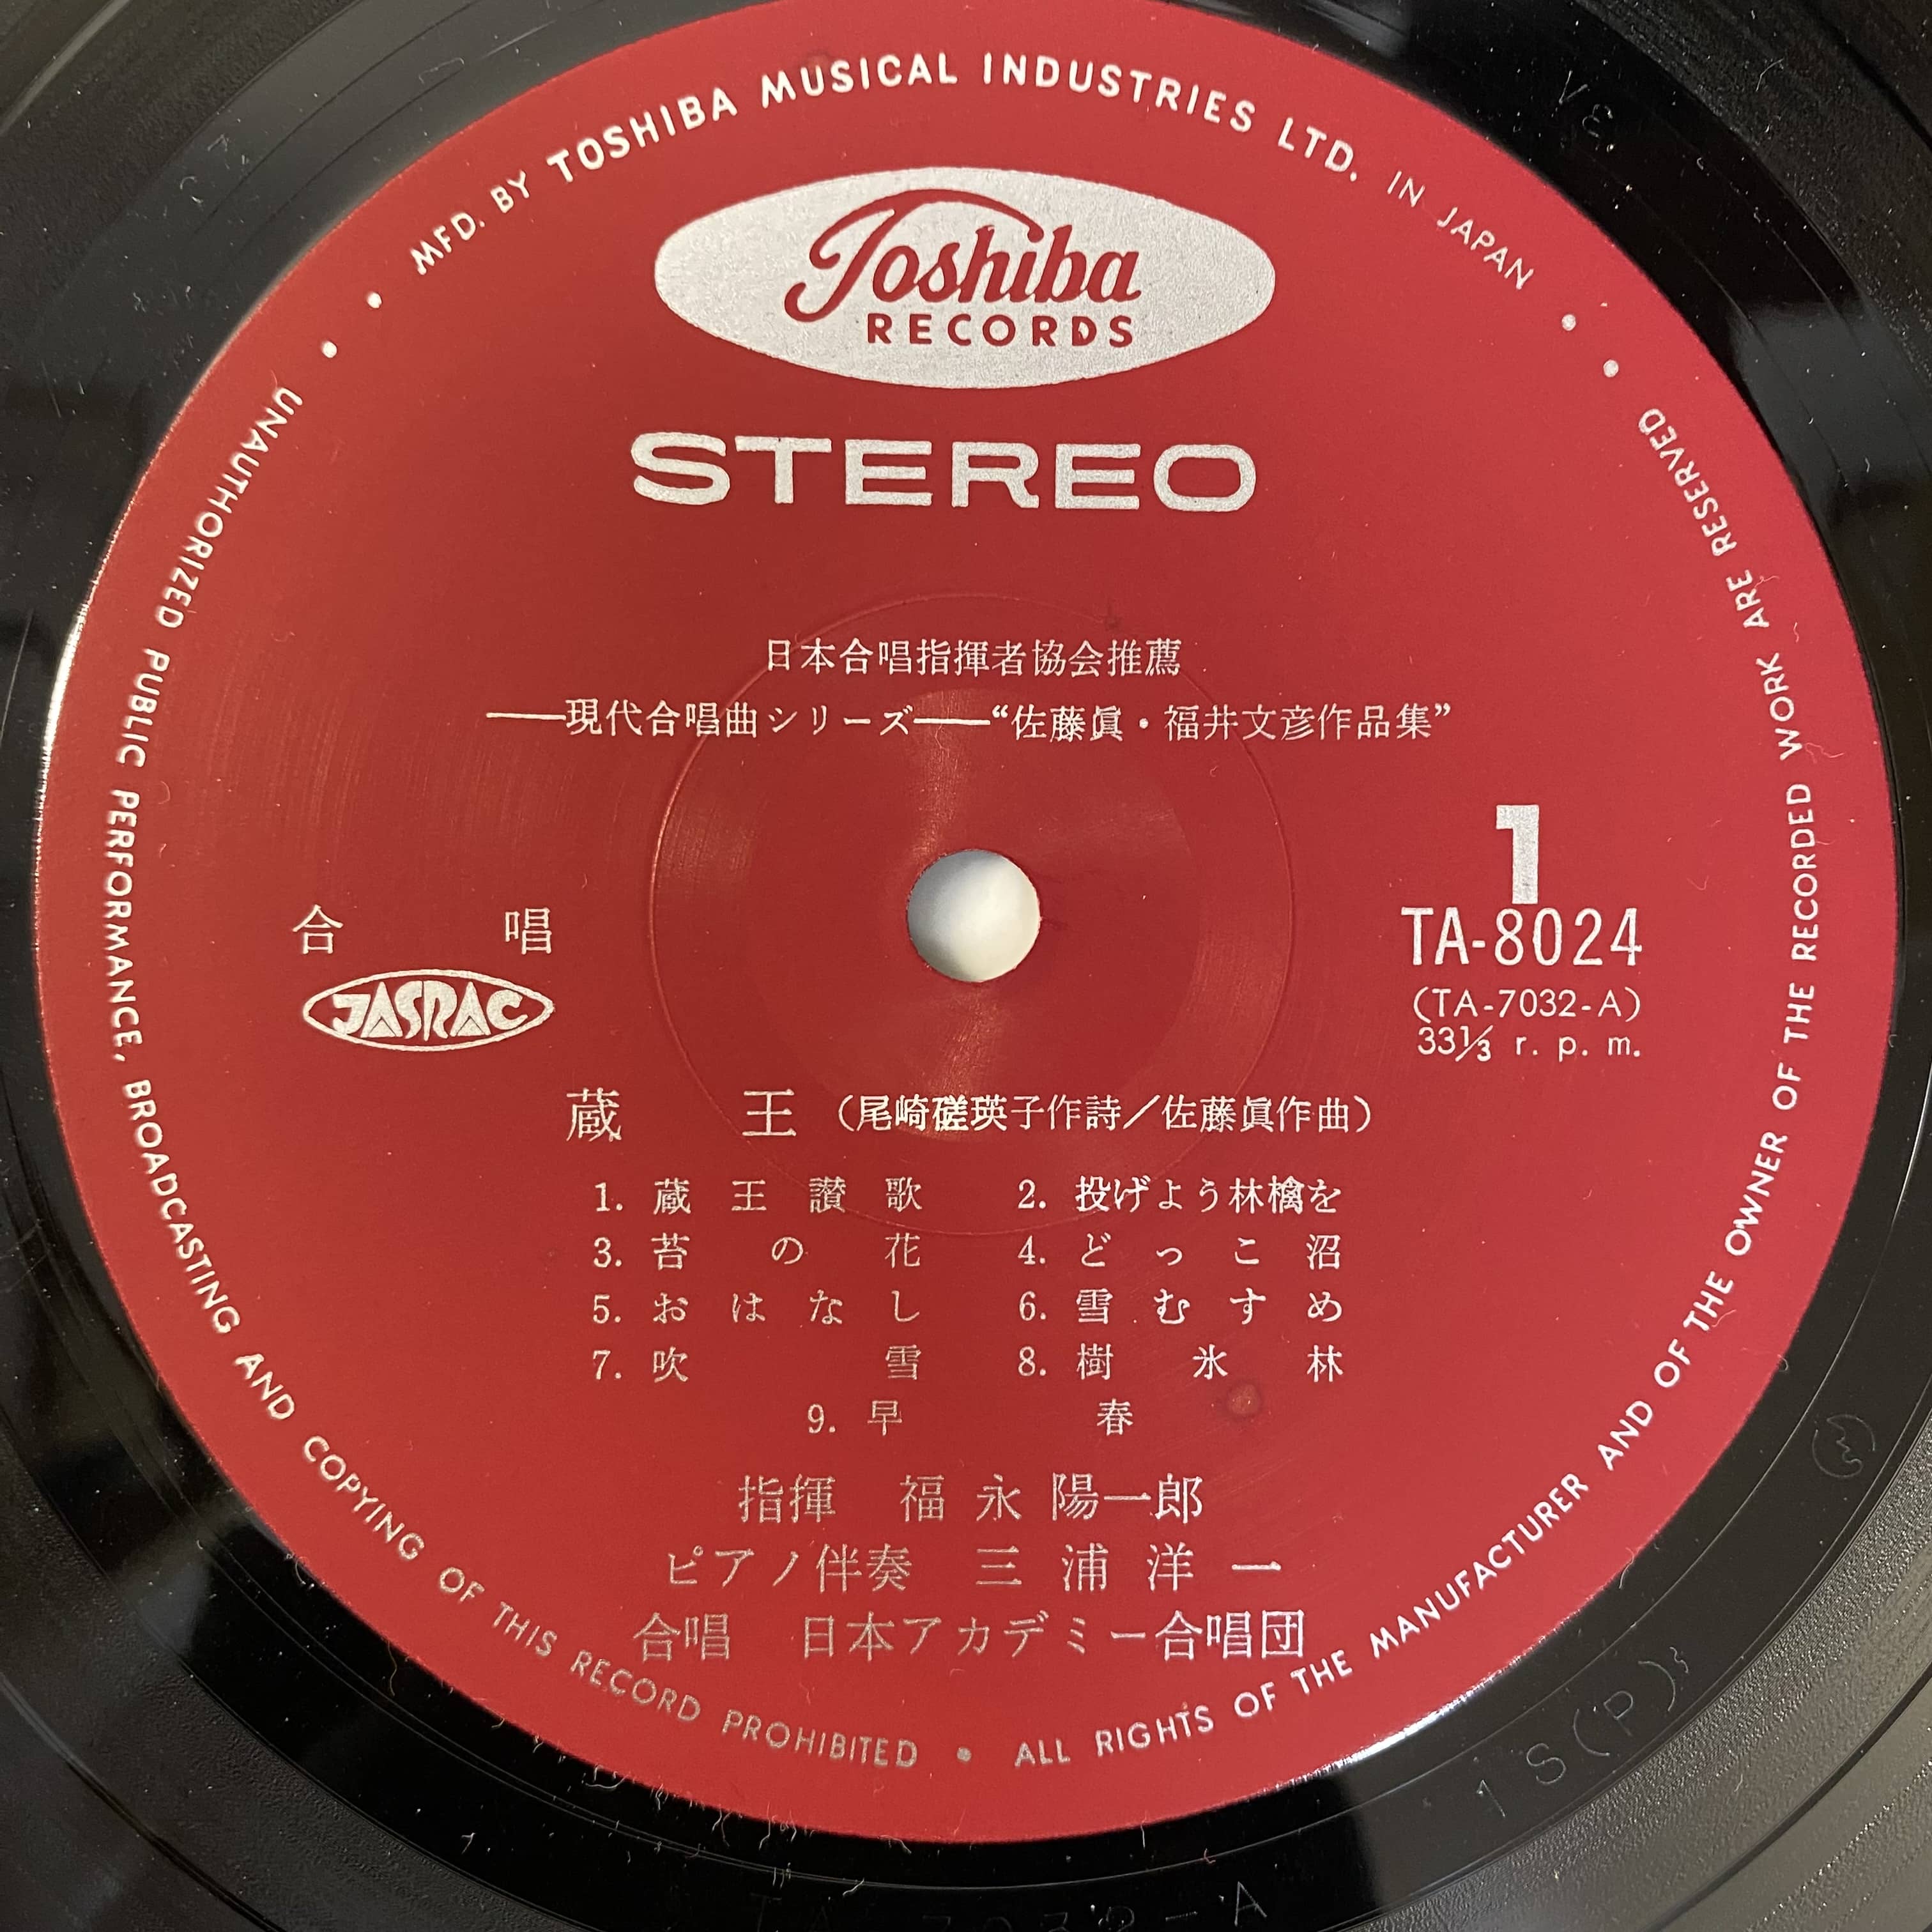 MFD. BY TOSHIBA MUSICAL INDUSTRIES LTD. IN JAPAN
Toshiba
RECORDS
STEREO
日本合唱指揮者協会推薦
——現代合唱曲シリーズ——“佐藤眞・福井文彦作品集”
1
合唱
TA-8024
JASRAC
(TA-7032-A)
33⅓ r. p. m.
蔵王（尾崎磋瑛子作詩／佐藤眞作曲）
1. 蔵王讃歌 2. 投げよう林檎を
3. 苔の花 4. どっこ沼
5. おはなし 6. 雪むすめ
7. 吹雪 8. 樹氷林
9. 早春
指揮 福永陽一郎
ピアノ伴奏 三浦洋一
合唱 日本アカデミー合唱団
UNAUTHORIZED PUBLIC PERFORMANCE, BROADCASTING AND COPYING OF THIS RECORD PROHIBITED • ALL RIGHTS OF THE MANUFACTURER AND OF THE OWNER OF THE RECORDED WORK ARE RESERVED
1 S(P)
TA-7032-A